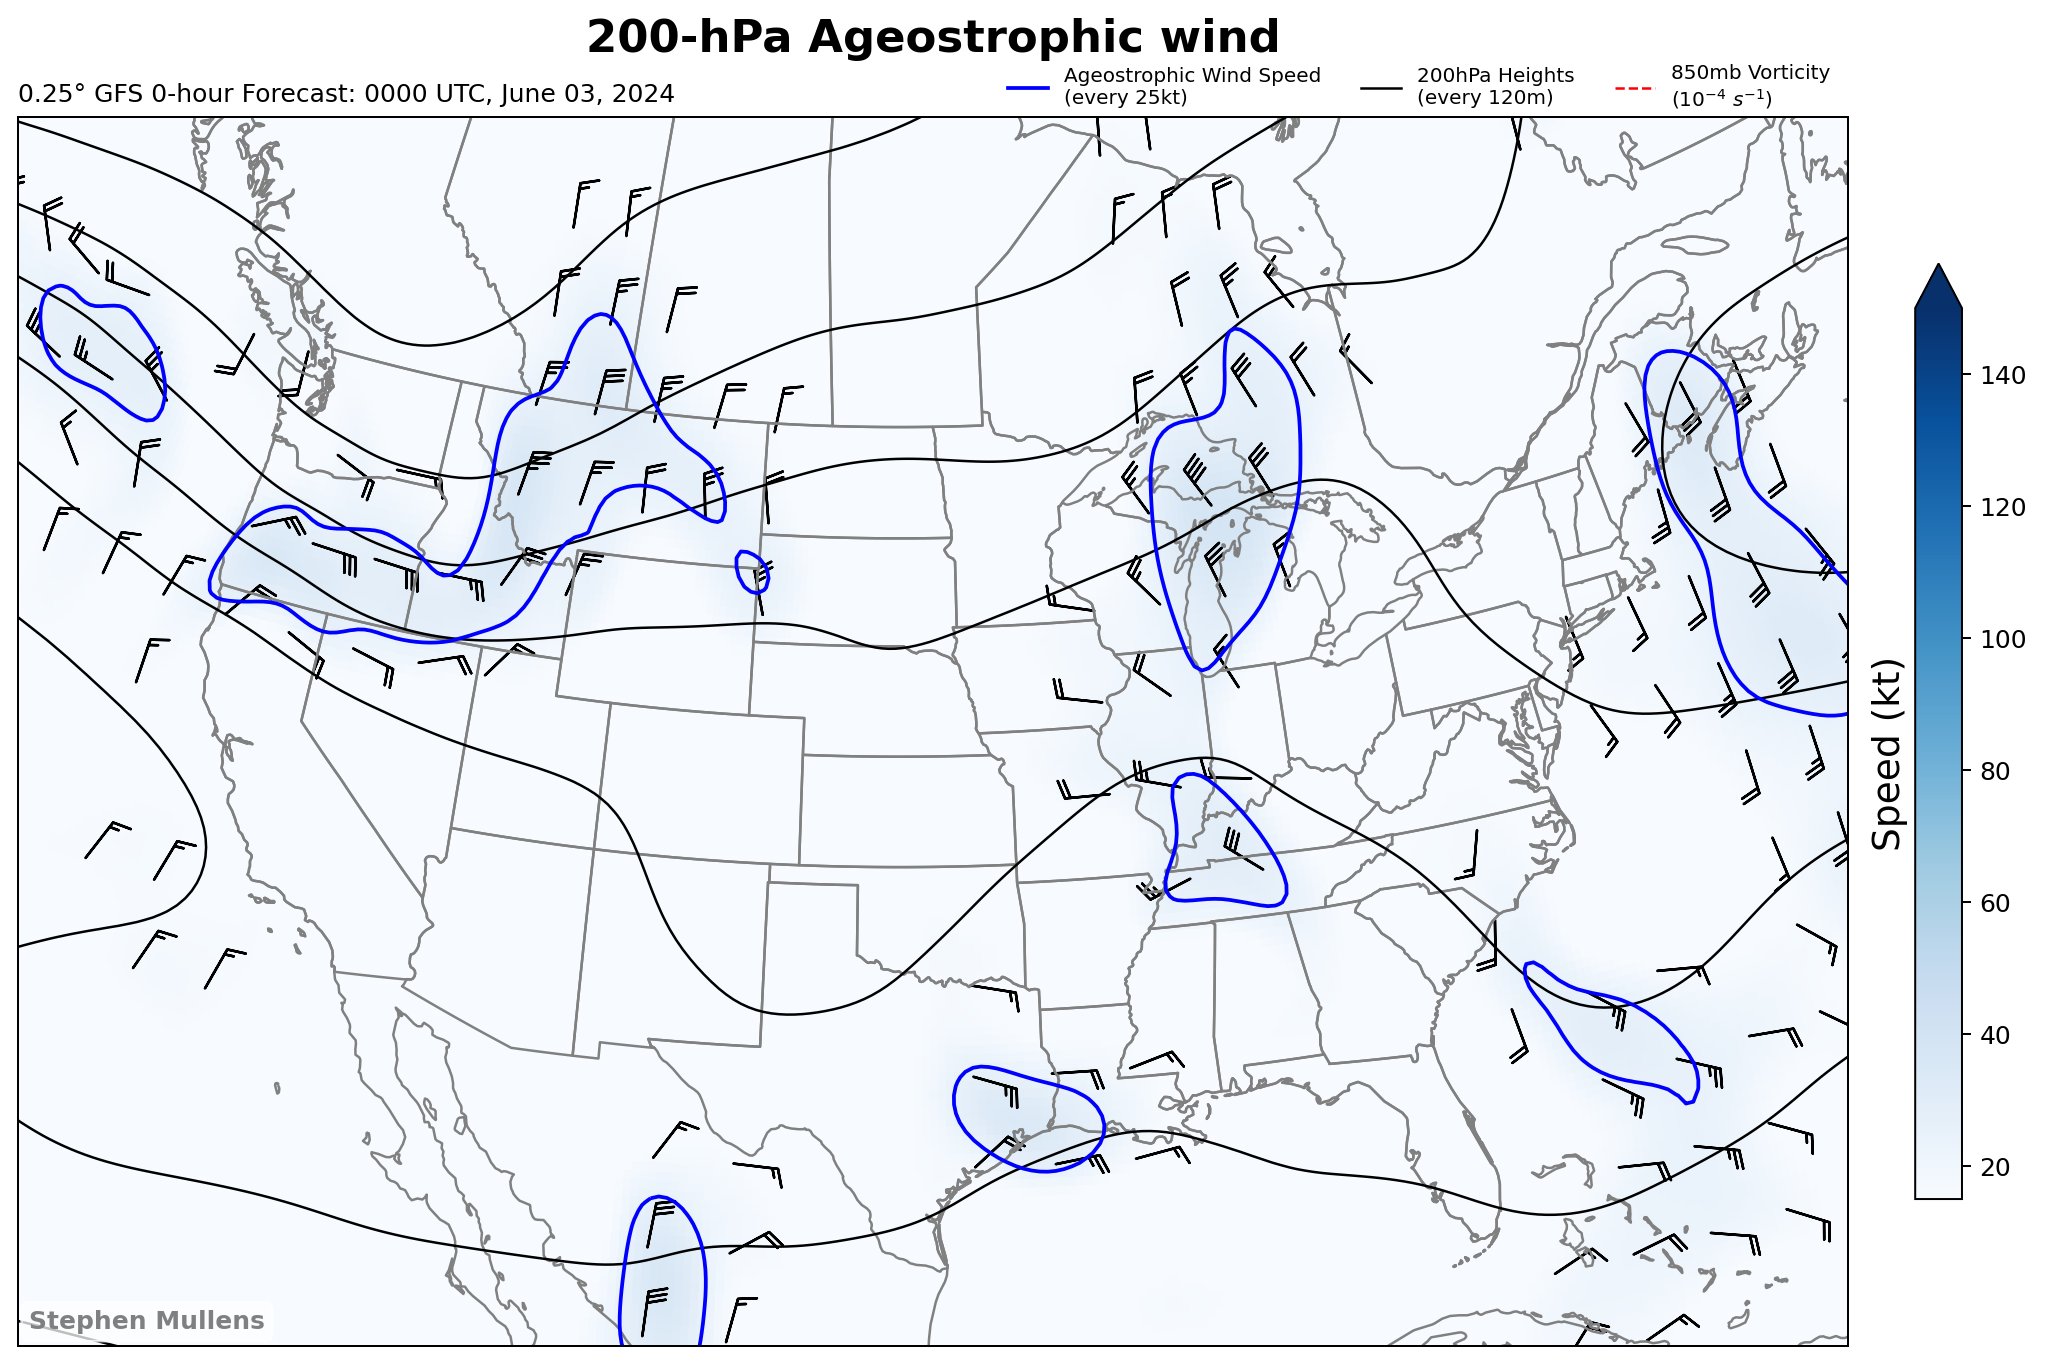 200-hPa Ageostrophic wind
0.25° GFS 0-hour Forecast: 0000 UTC, June 03, 2024
Ageostrophic Wind Speed
(every 25kt)
200hPa Heights
(every 120m)
850mb Vorticity
(10⁻⁴ s⁻¹)
140
120
100
80
60
40
20
Speed (kt)
Stephen Mullens